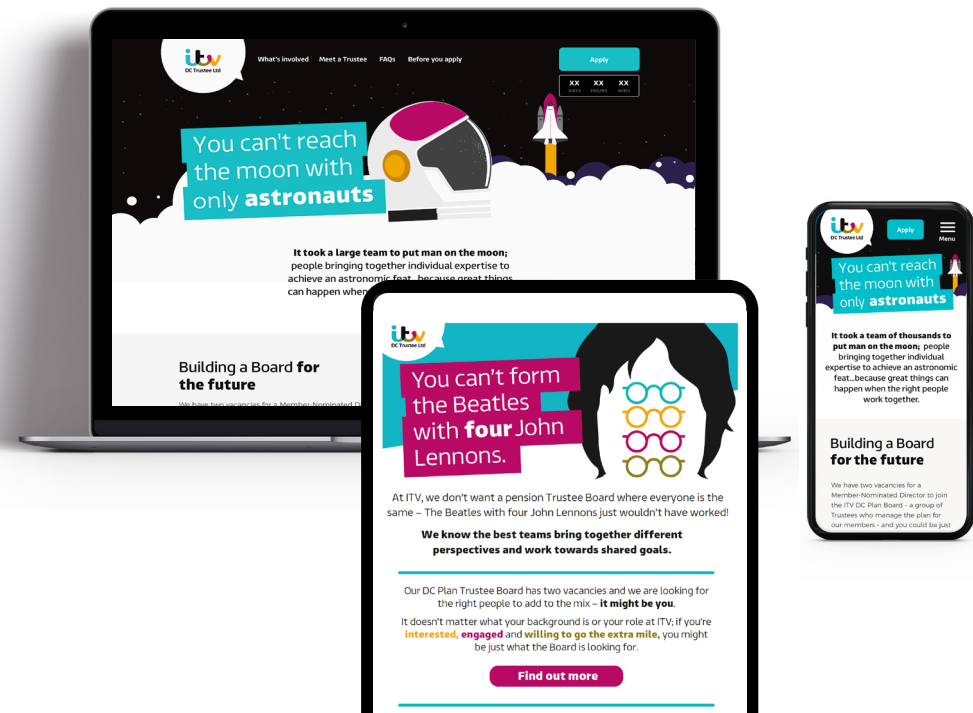 itv
DC Trustee Ltd
What's involved Meet a Trustee FAQs Before you apply
Apply
XX XX XX
DAYS HOURS MINS
You can't reach
the moon with
only astronauts
It took a large team to put man on the moon;
people bringing together individual expertise to
achieve an astronomic feat...because great things
can happen when
Building a Board for
the future
We have two vacancies for a Member-Nominated D
itv
DC Trustee Ltd
You can't form
the Beatles
with four John
Lennons.
At ITV, we don't want a pension Trustee Board where everyone is the
same – The Beatles with four John Lennons just wouldn't have worked!
We know the best teams bring together different
perspectives and work towards shared goals.
Our DC Plan Trustee Board has two vacancies and we are looking for
the right people to add to the mix – it might be you.
It doesn't matter what your background is or your role at ITV; if you're
interested, engaged and willing to go the extra mile, you might
be just what the Board is looking for.
Find out more
itv
DC Trustee Ltd
Apply
Menu
You can't reach
the moon with
only astronauts
It took a team of thousands to
put man on the moon; people
bringing together individual
expertise to achieve an astronomic
feat...because great things can
happen when the right people
work together.
Building a Board
for the future
We have two vacancies for a
Member-Nominated Director to join
the ITV DC Plan Board - a group of
Trustees who manage the plan for
our members - and you could be just